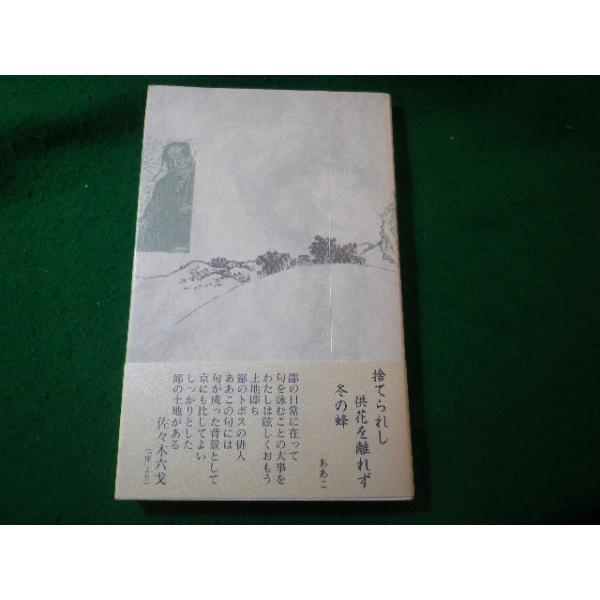 捨てられし
供花を離れず
冬の蜂
ああこ
鄙の日常に在って
句を詠むことの大事を
わたしは眩しくおもう
土地即ち
鄙のトポスの俳人
ああこの句には
句が成った背景として
京にも比してよい
しっかりとした
鄙の土地がある
佐々木六戈
(「序」より)